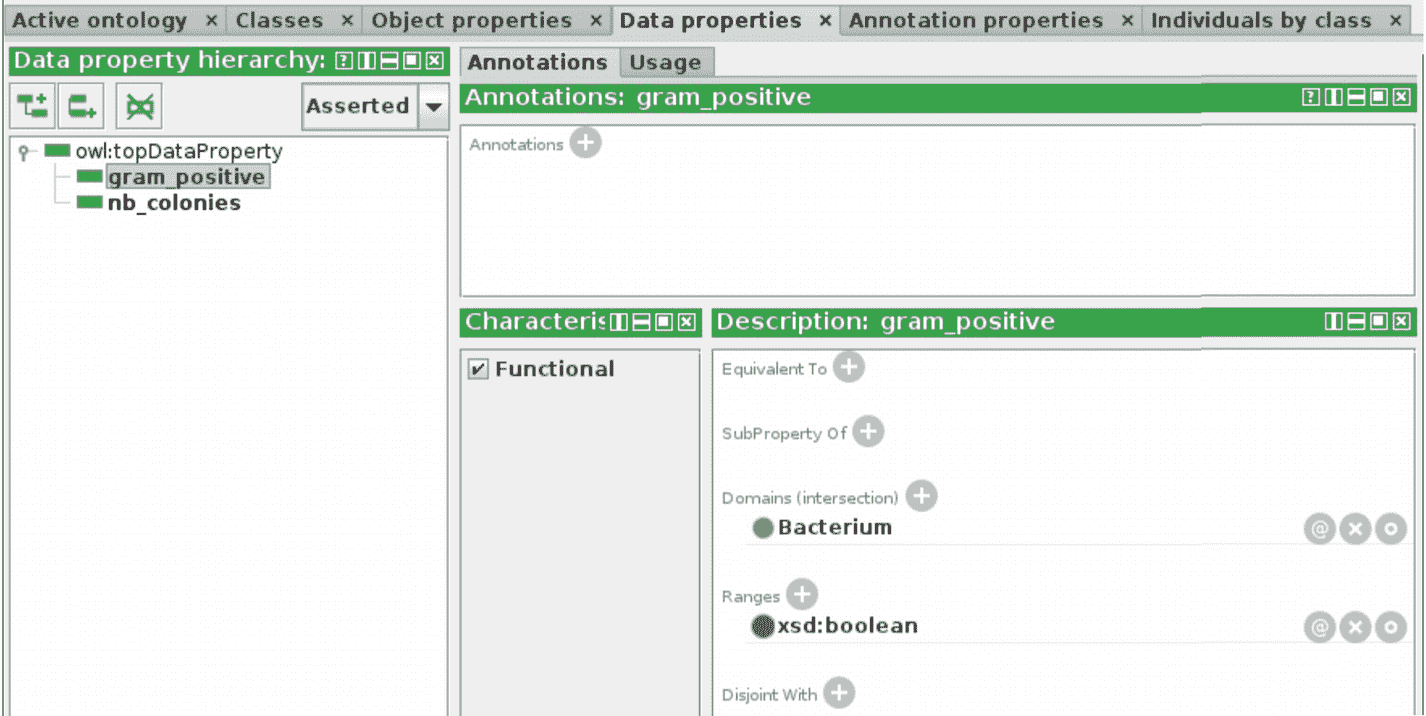 Active ontology × Classes × Object properties × Data properties × Annotation properties × Individuals by class ×
Data property hierarchy:
Asserted
owl:topDataProperty
gram_positive
nb_colonies
Annotations Usage
Annotations: gram_positive
Annotations
Characteris
Functional
Description: gram_positive
Equivalent To
SubProperty Of
Domains (intersection)
Bacterium
Ranges
xsd:boolean
Disjoint With